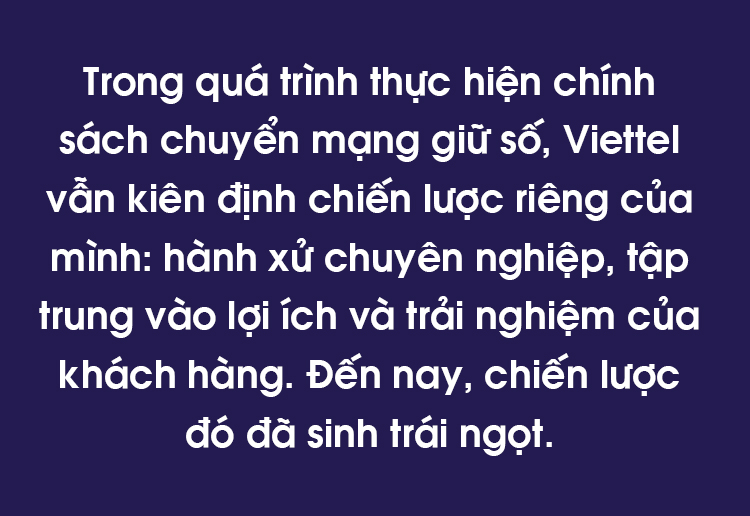 Trong quá trình thực hiện chính
sách chuyển mạng giữ số, Viettel
vẫn kiên định chiến lược riêng của
mình: hành xử chuyên nghiệp, tập
trung vào lợi ích và trải nghiệm của
khách hàng. Đến nay, chiến lược
đó đã sinh trái ngọt.